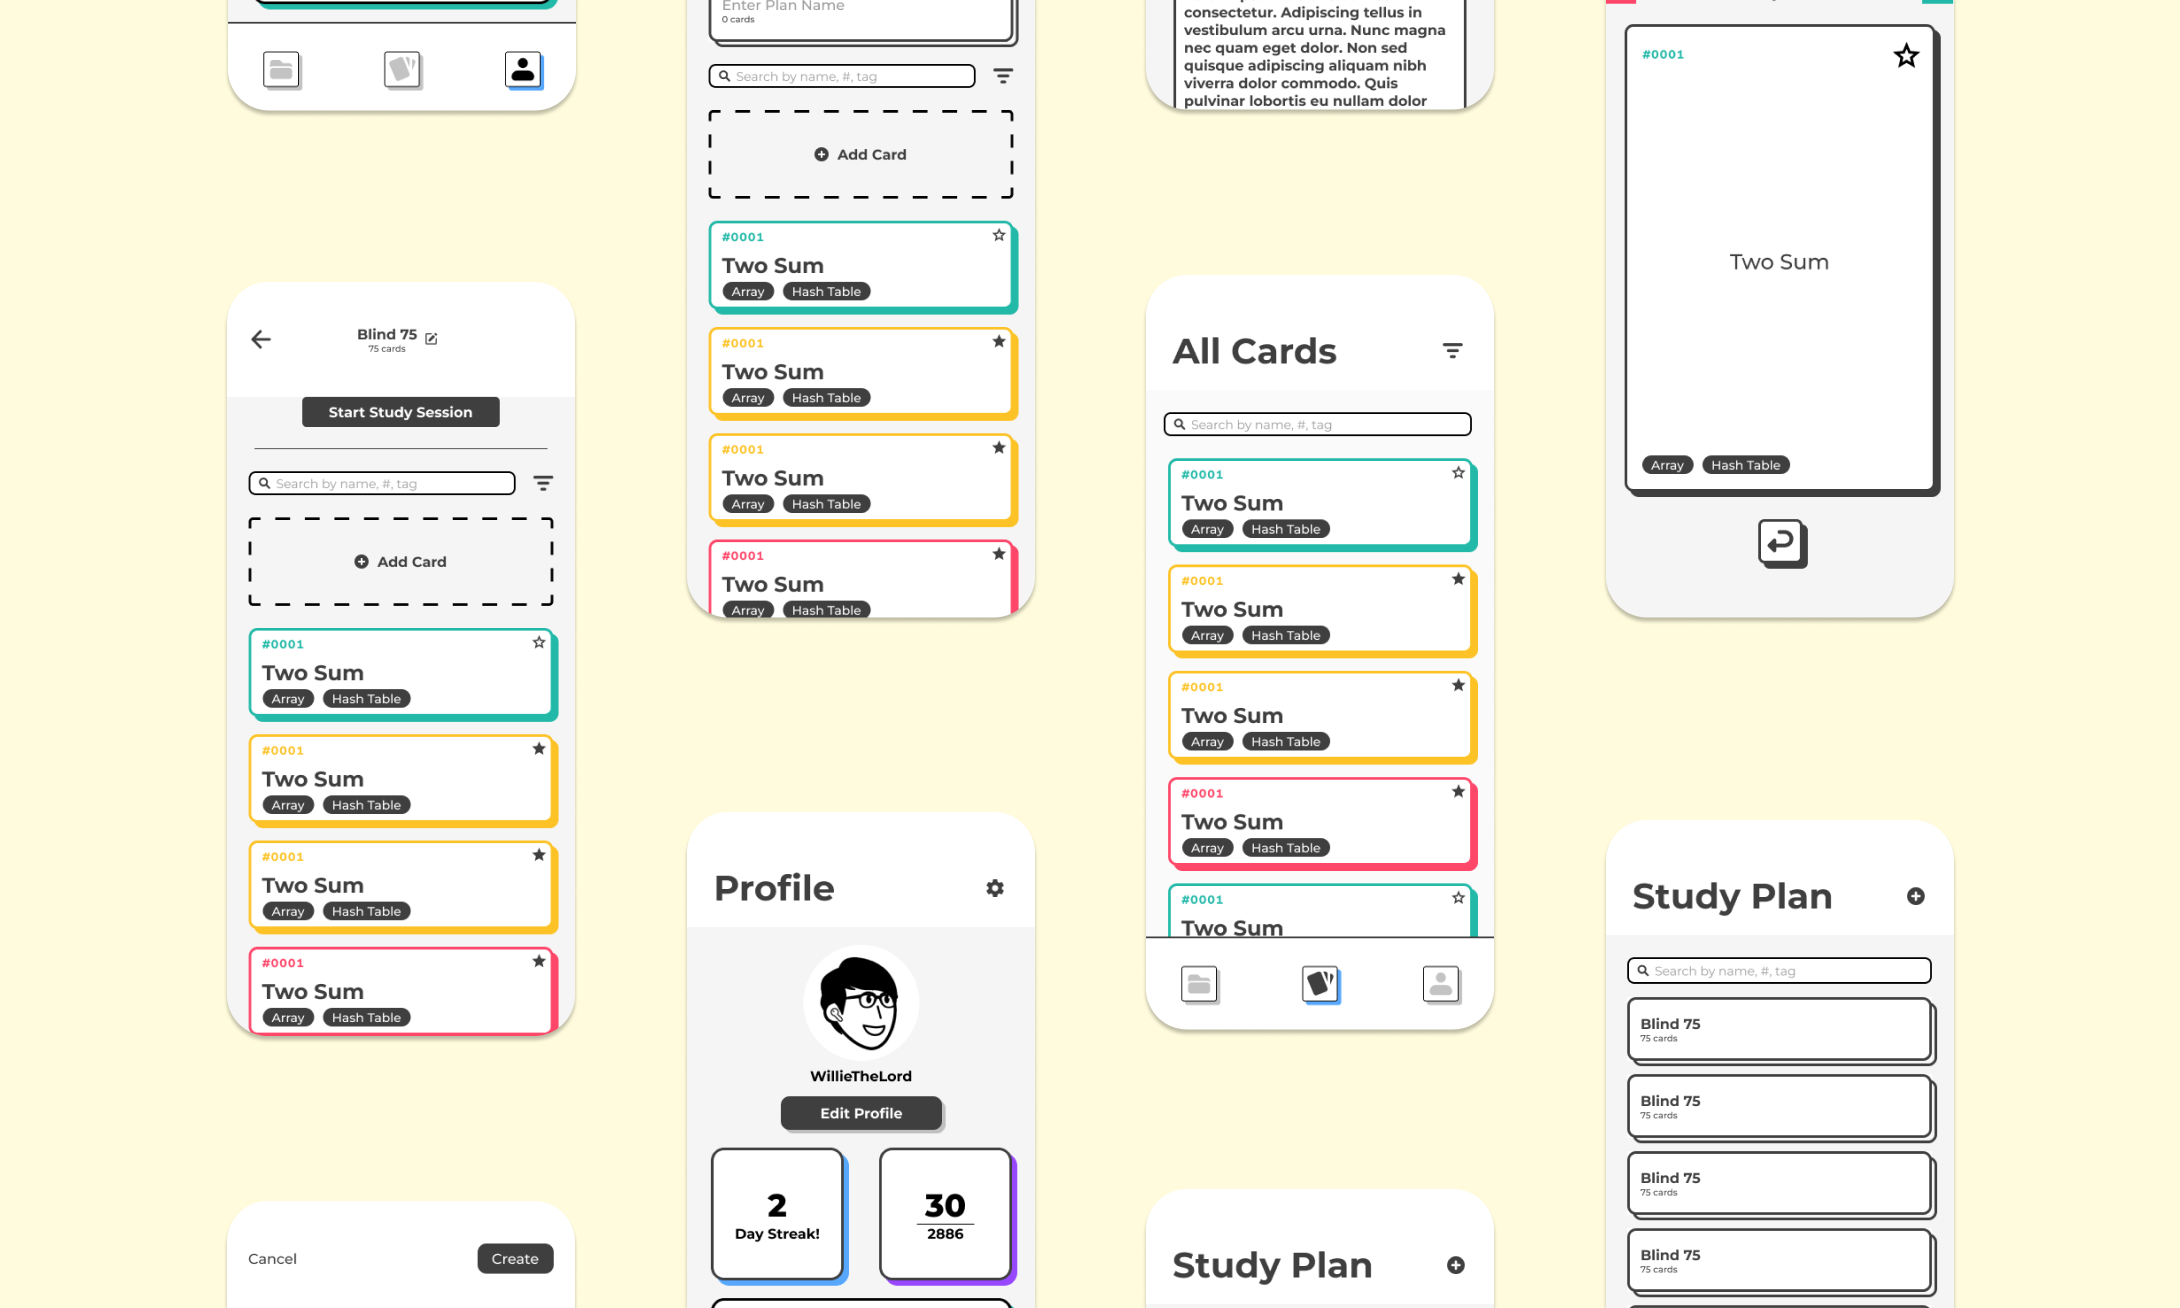 Blind 75
75 cards
Start Study Session
Search by name, #, tag
Add Card
#0001
Two Sum
Array
Hash Table
#0001
Two Sum
Array
Hash Table
#0001
Two Sum
Array
Hash Table
#0001
Two Sum
Array
Hash Table
Cancel
Create
Enter Plan Name
0 cards
Search by name, #, tag
Add Card
#0001
Two Sum
Array
Hash Table
#0001
Two Sum
Array
Hash Table
#0001
Two Sum
Array
Hash Table
#0001
Two Sum
Array
Hash Table
Profile
WillieTheLord
Edit Profile
2
Day Streak!
30
2886
consectetur. Adipiscing tellus in
vestibulum arcu urna. Nunc magna
nec quam eget dolor. Non sed
quisque adipiscing aliquam nibh
viverra dolor commodo. Quis
pulvinar lobortis eu nullam dolor
All Cards
Search by name, #, tag
#0001
Two Sum
Array
Hash Table
#0001
Two Sum
Array
Hash Table
#0001
Two Sum
Array
Hash Table
#0001
Two Sum
Array
Hash Table
#0001
Two Sum
Study Plan
#0001
Two Sum
Array
Hash Table
Study Plan
Search by name, #, tag
Blind 75
75 cards
Blind 75
75 cards
Blind 75
75 cards
Blind 75
75 cards